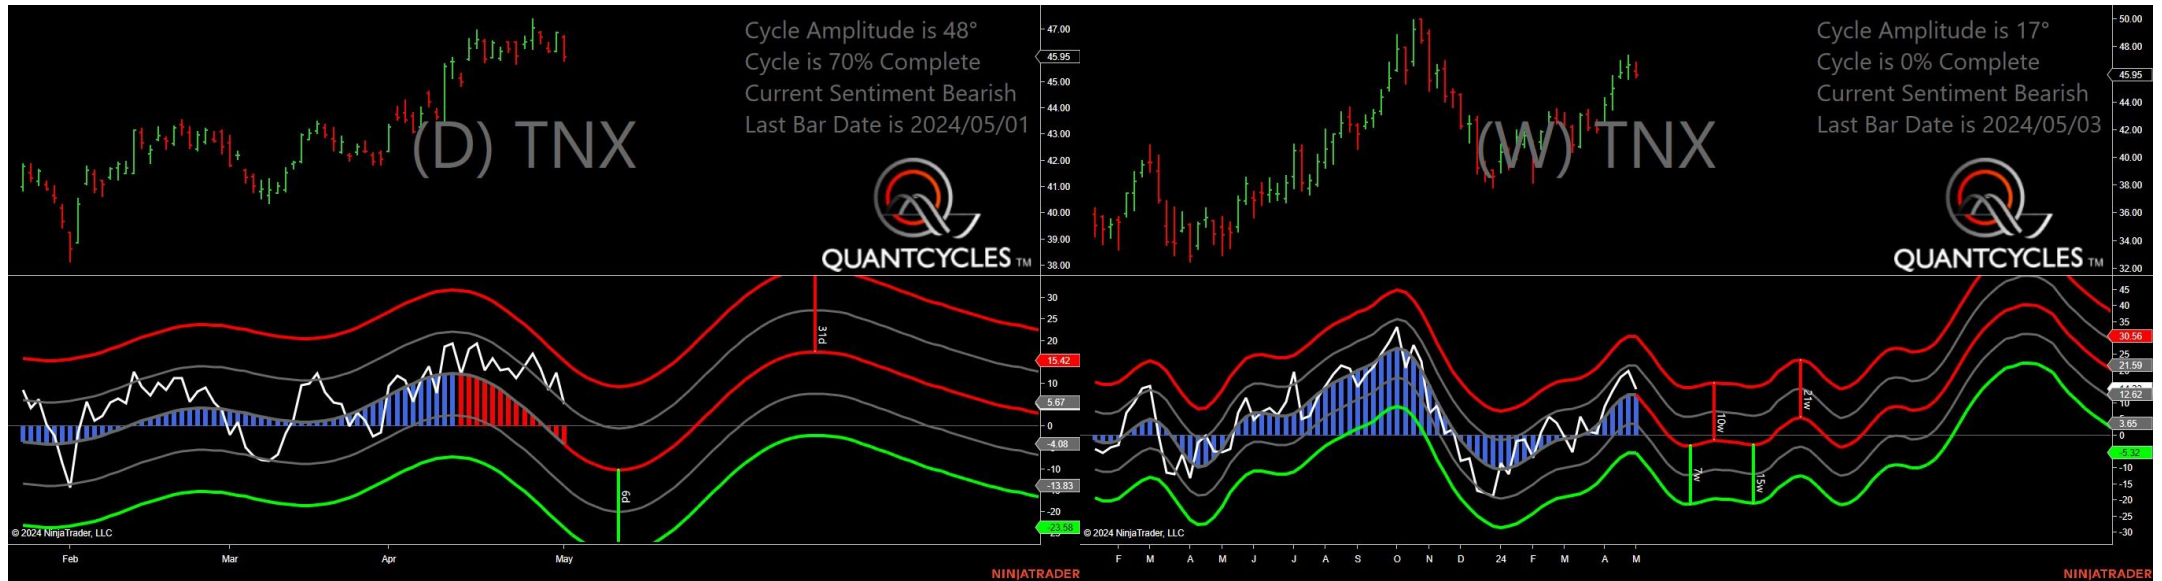 Cycle Amplitude is 48°
Cycle is 70% Complete
Current Sentiment Bearish
Last Bar Date is 2024/05/01
(D) TNX
QUANTCYCLES TM
47.00
45.95
45.00
44.00
43.00
42.00
41.00
40.00
39.00
38.00
31d
6d
30
25
20
15.42
10
5.67
0
-4.08
-10
-13.83
-20
-23.58
© 2024 NinjaTrader, LLC
Feb Mar Apr May
NINJATRADER
Cycle Amplitude is 17°
Cycle is 0% Complete
Current Sentiment Bearish
Last Bar Date is 2024/05/03
(W) TNX
QUANTCYCLES TM
50.00
48.00
45.95
44.00
42.00
40.00
38.00
36.00
34.00
32.00
10w
21w
7w
15w
45
40
35
30.56
25
21.59
12.62
10
3.65
0
-5.32
-10
-15
-20
-25
-30
© 2024 NinjaTrader, LLC
F M A M J J A S O N D 24 F M A M
NINJATRADER